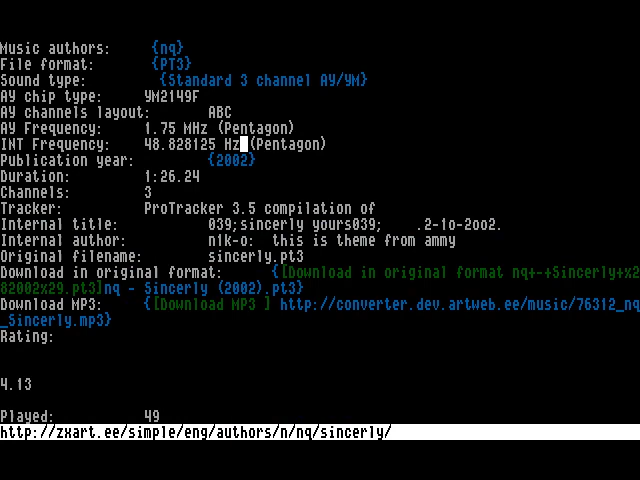 Music authors: {nq}
File format: {PT3}
Sound type: {Standard 3 channel AY/YM}
AY chip type: YM2149F
AY channels layout: ABC
AY Frequency: 1.75 MHz (Pentagon)
INT Frequency: 48.828125 Hz (Pentagon)
Publication year: {2002}
Duration: 1:26.24
Channels: 3
Tracker: ProTracker 3.5 compilation of
Internal title: 039;sincerly yours039; .2-1o-2oo2.
Internal author: n1k-o: this is theme from ammy
Original filename: sincerly.pt3
Download in original format: {[Download in original format nq+-+Sincerly+%2
82002%29.pt3]nq - Sincerly (2002).pt3}
Download MP3: {[Download MP3 ] http://converter.dev.artweb.ee/music/76312_nq
_Sincerly.mp3}
Rating:
4.13
Played: 49
http://zxart.ee/simple/eng/authors/n/nq/sincerly/